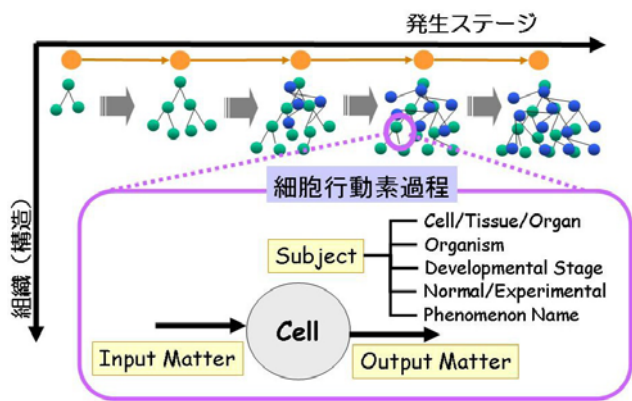 発生ステージ
組織（構造）
細胞行動素過程
Cell/Tissue/Organ
Organism
Subject
Developmental Stage
Normal/Experimental
Phenomenon Name
Cell
Input Matter
Output Matter